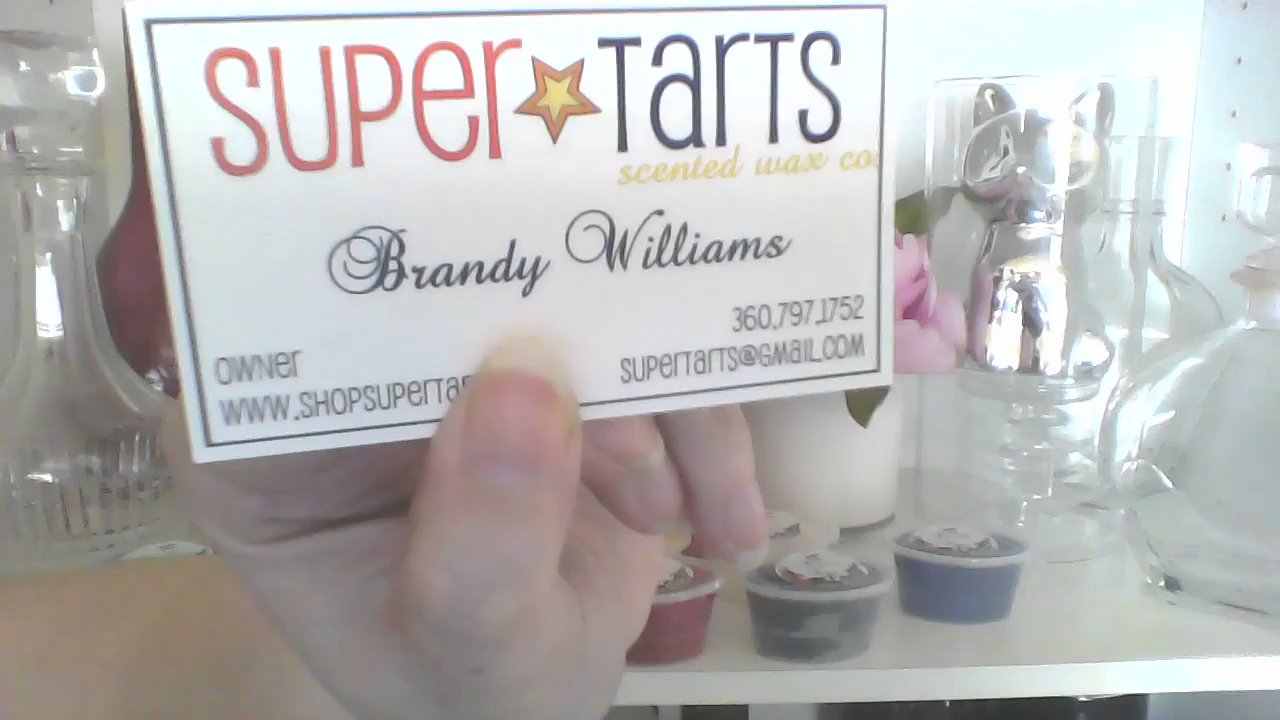 SUPER TARTS
scented wax co.
Brandy Williams
360.797.1752
OWNER
SUPERTARTS@GMAIL.COM